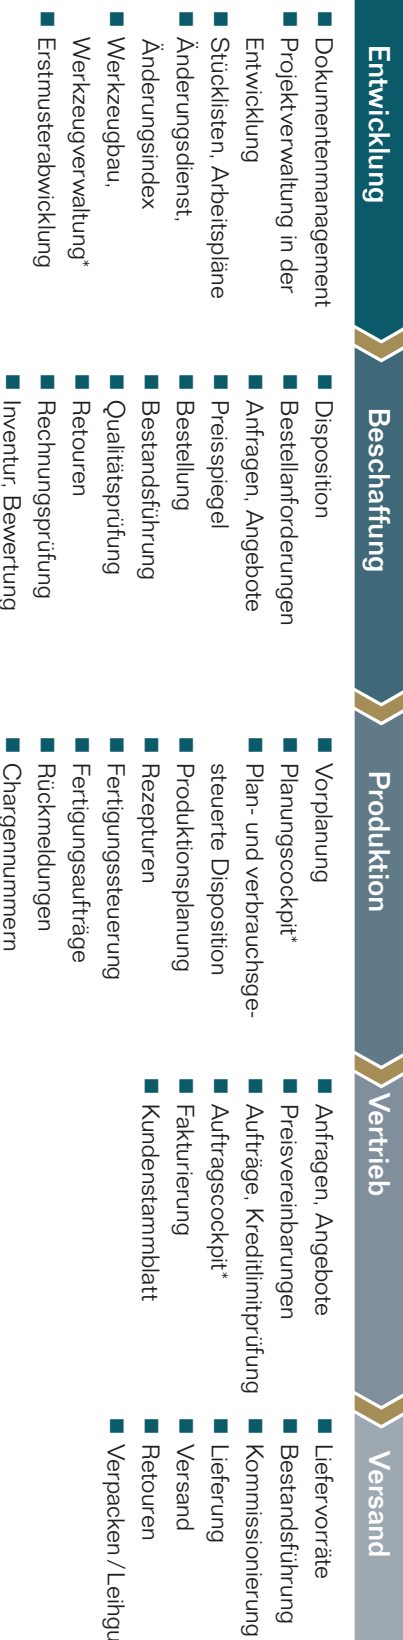 Entwicklung
Dokumentenmanagement
Projektverwaltung in der
Entwicklung
Stücklisten, Arbeitspläne
Änderungsdienst,
Änderungsindex
Werkzeugbau,
Werkzeugverwaltung*
Erstmusterabwicklung
Beschaffung
Disposition
Bestellanforderungen
Anfragen, Angebote
Preisspiegel
Bestellung
Bestandsführung
Qualitätsprüfung
Retouren
Rechnungsprüfung
Inventur, Bewertung
Produktion
Vorplanung
Planungscockpit*
Plan- und verbrauchsge-
steuerte Disposition
Produktionsplanung
Rezepturen
Fertigungssteuerung
Fertigungsaufträge
Rückmeldungen
Chargennummern
Vertrieb
Anfragen, Angebote
Preisvereinbarungen
Aufträge, Kreditlimitprüfung
Auftragscockpit*
Fakturierung
Kundenstammblatt
Versand
Liefervorräte
Bestandsführung
Kommissionierung
Lieferung
Versand
Retouren
Verpacken / Leihgu